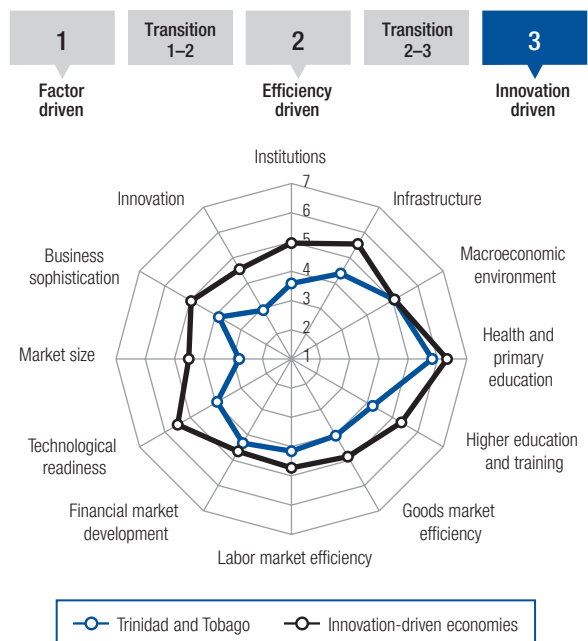 1
Transition
1–2
2
Transition
2–3
3
Factor
driven
Efficiency
driven
Innovation
driven
Institutions
Innovation
Infrastructure
Business
sophistication
Macroeconomic
environment
Market size
Health and
primary
education
Technological
readiness
Higher education
and training
Financial market
development
Goods market
efficiency
Labor market efficiency
7
6
5
4
3
2
1
Trinidad and Tobago
Innovation-driven economies